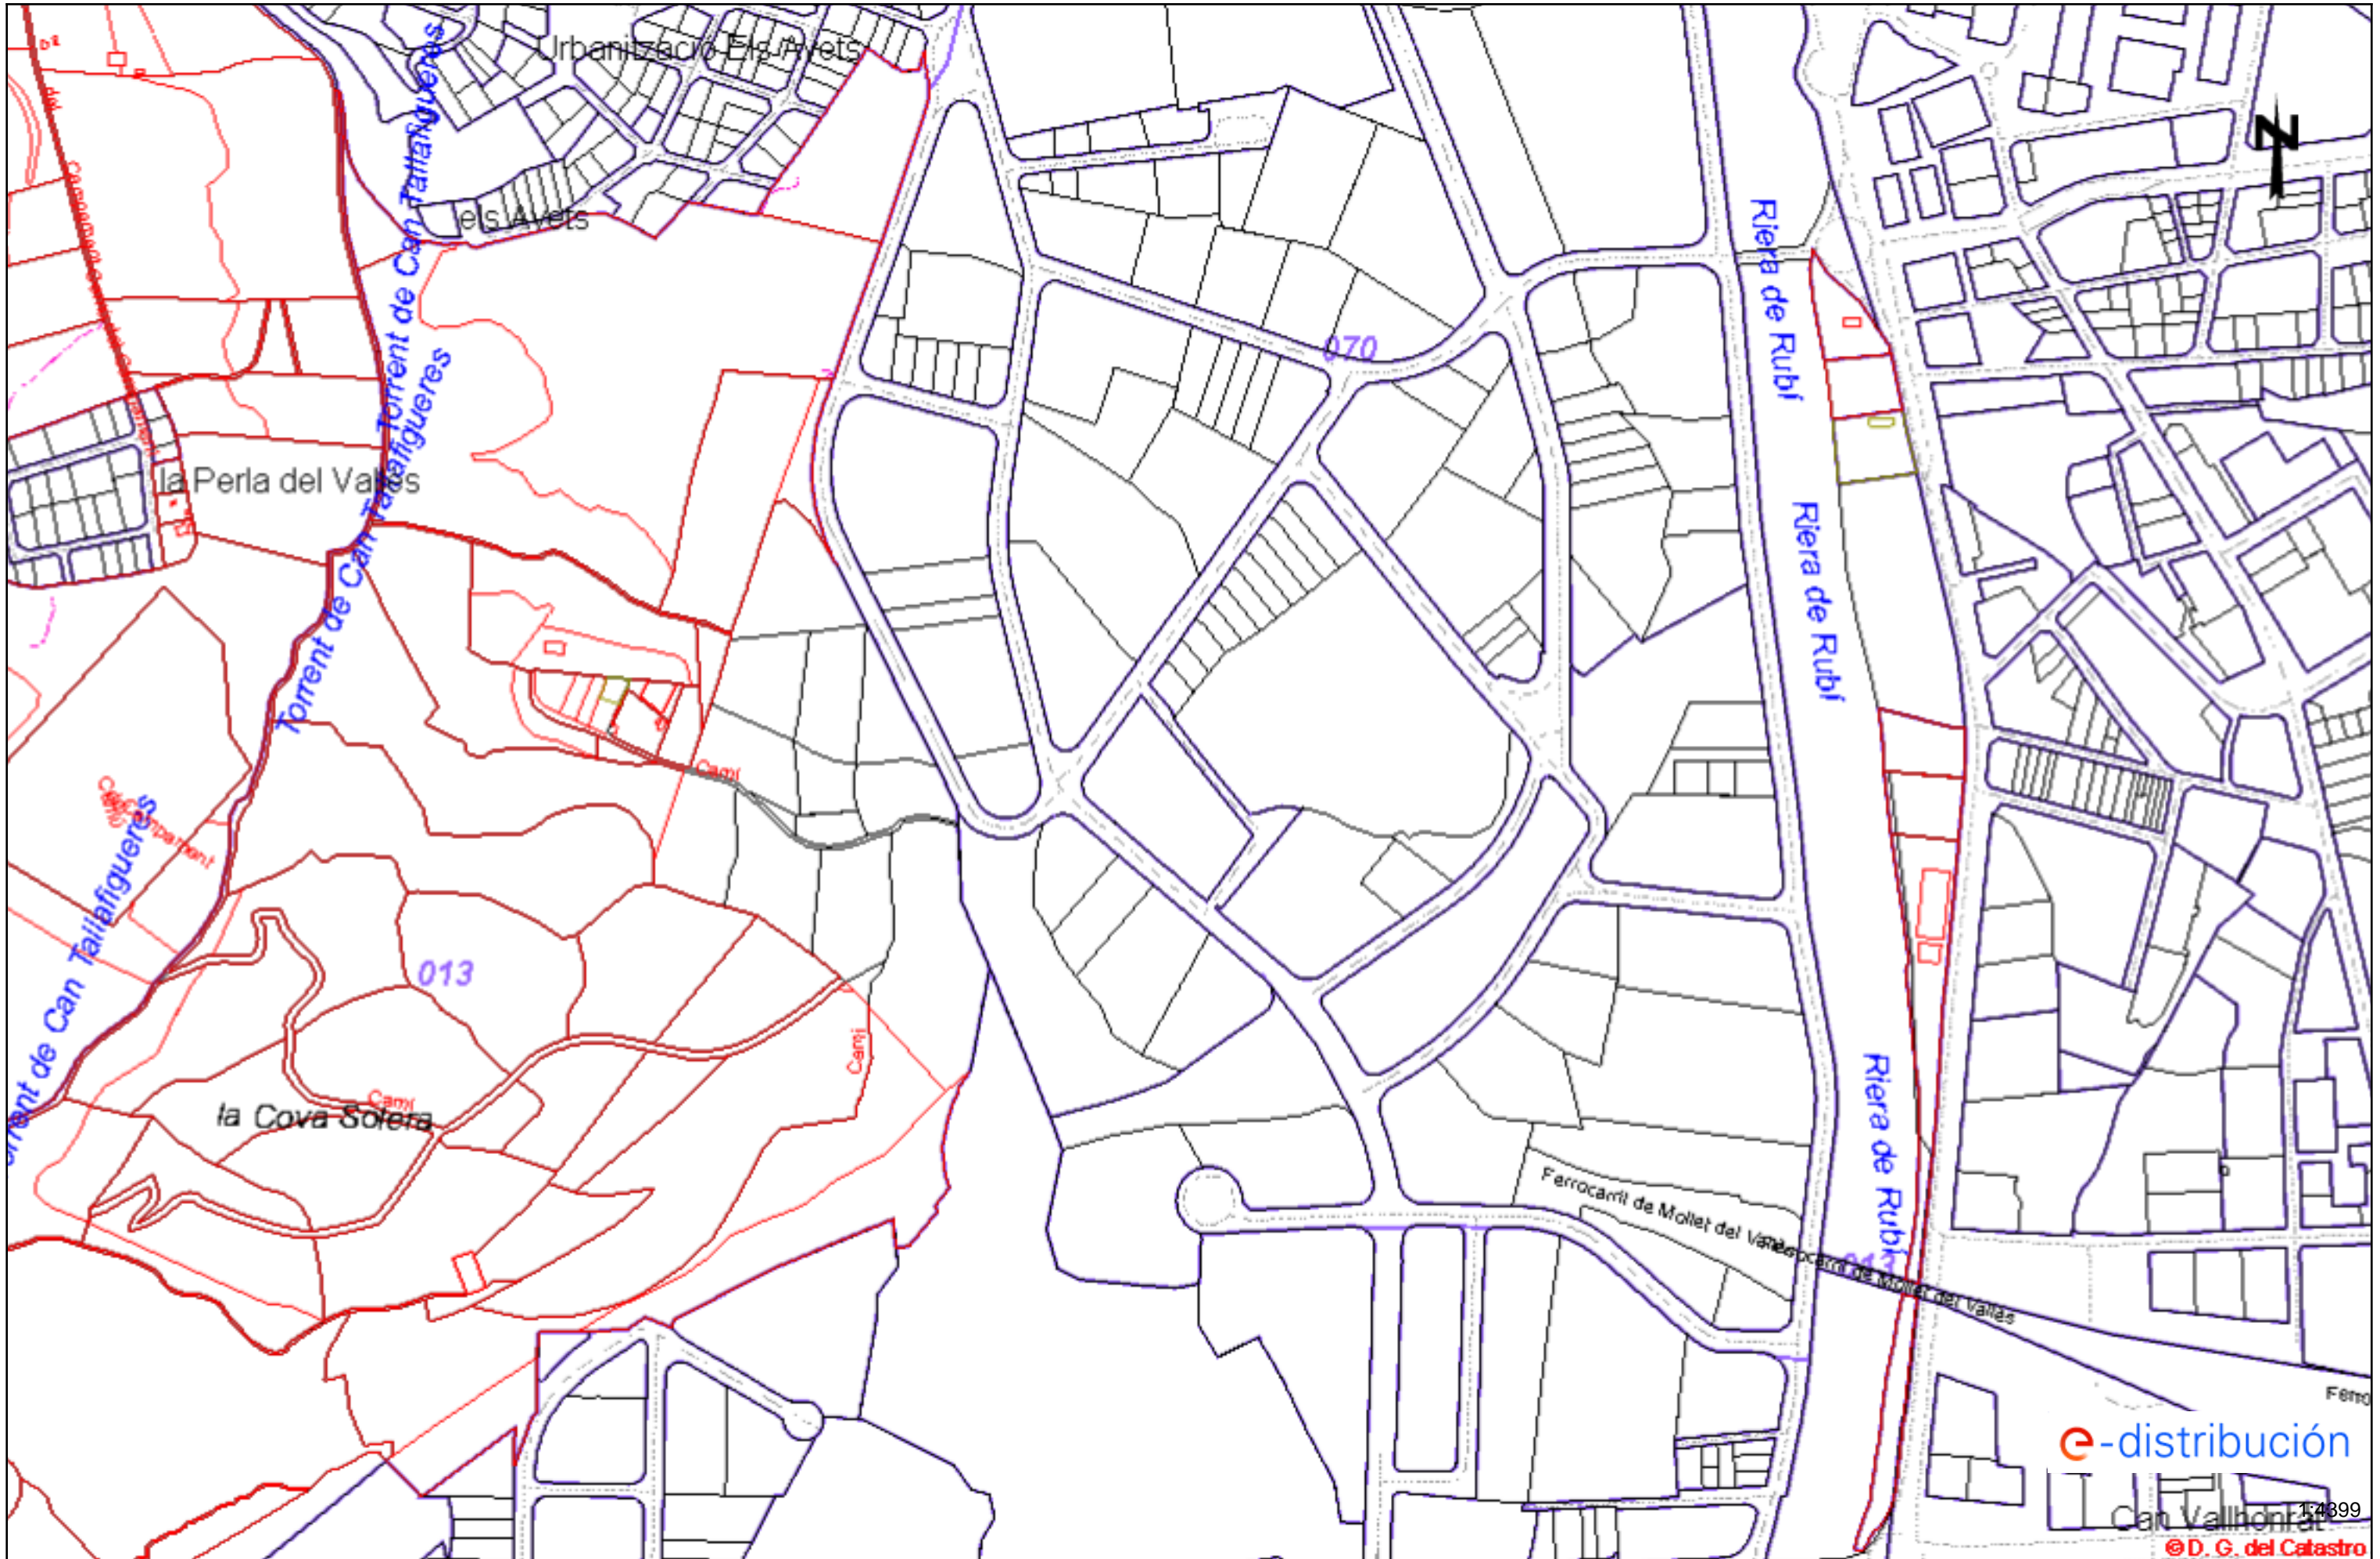 Urbanització Els Avets
Torrent de Can Tallafigueres
els Avets
Riera de Rubí
070
Torrent de Can Tallafigueres
la Perla del Vallès
Riera de Rubí
Camí
Torrent de Can Tallafigueres
013
Camí
Camí
la Cova Solera
Riera de Rubí
Ferrocarril de Mollet del Vallès
Ferrocarril de Mollet del Vallès
Ferro
e-distribución
1:4399
Can Vallhonrat
© D. G. del Catastro